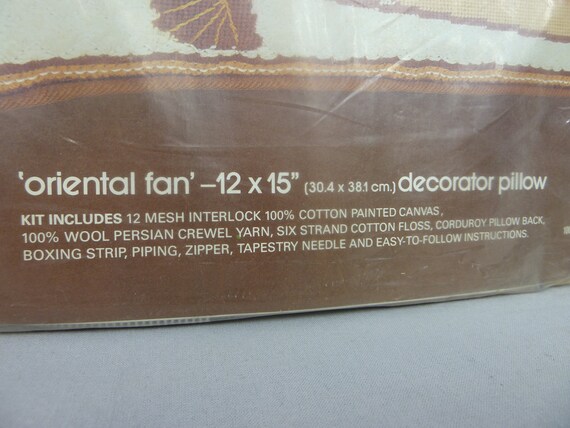 'oriental fan' –12 x 15" (30.4 x 38.1 cm.) decorator pillow
KIT INCLUDES 12 MESH INTERLOCK 100% COTTON PAINTED CANVAS,
100% WOOL PERSIAN CREWEL YARN, SIX STRAND COTTON FLOSS, CORDUROY PILLOW BACK,
BOXING STRIP, PIPING, ZIPPER, TAPESTRY NEEDLE AND EASY-TO-FOLLOW INSTRUCTIONS.